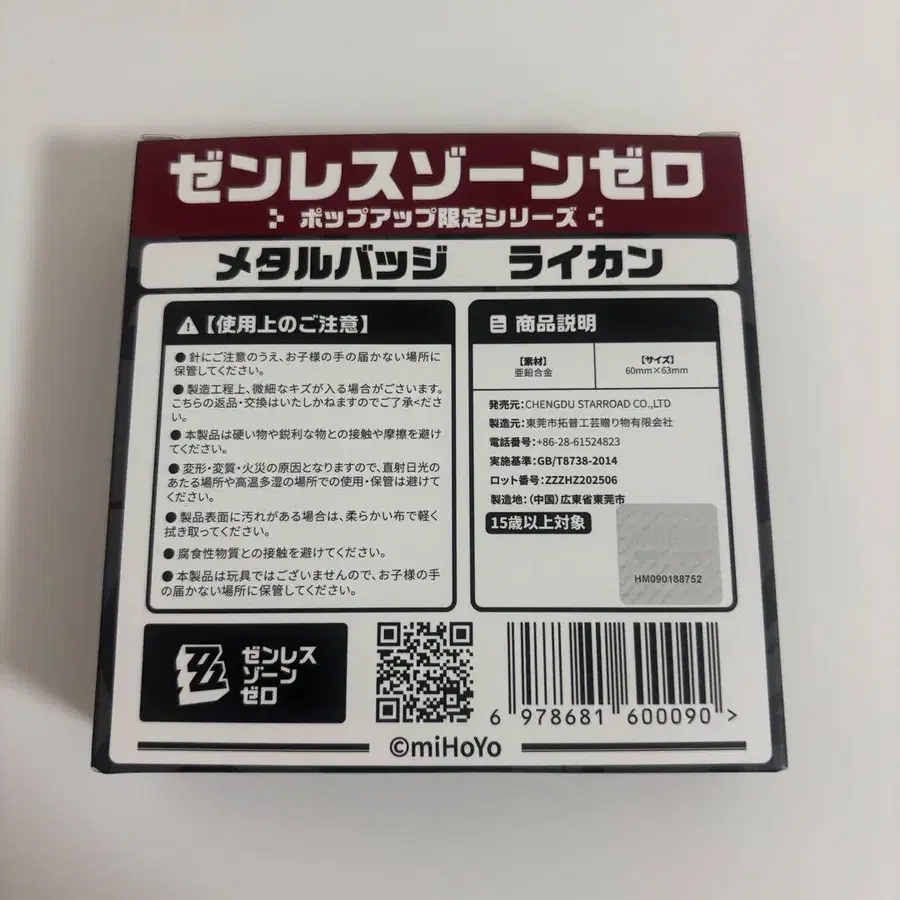 ゼンレスゾーンゼロ
ポップアップ限定シリーズ
メタルバッジ ライカン
【使用上のご注意】
● 針にご注意のうえ、お子様の手の届かない場所に
保管してください。
● 製造工程上、微細なキズが入る場合がございます。
こちらの返品・交換はいたしかねますのでご了承<ださ
い。
● 本製品は硬い物や鋭利な物との接触や摩擦を避け
てください。
● 変形・変質・火災の原因となりますので、直射日光の
あたる場所や高温多湿の場所での使用・保管は避けて
ください。
● 製品表面に汚れがある場合は、柔らかい布で軽く
拭き取ってください。
● 腐食性物質との接触を避けてください。
● 本製品は玩具ではございませんので、お子様の手
の届かない場所に保管してください。
商品説明
【素材】
亜鉛合金
【サイズ】
60mm×63mm
発売元:CHENGDU STARROAD CO.,LTD
製造元:東莞市拓普工芸贈り物有限会社
電話番号:+86-28-61524823
実施基準:GB/T8738-2014
ロット番号:ZZZHZ202506
製造地:(中国)広東省東莞市
15歳以上対象
HM090188752
ゼンレス
ゾーン
ゼロ
6 978681 600090 >
©miHoYo